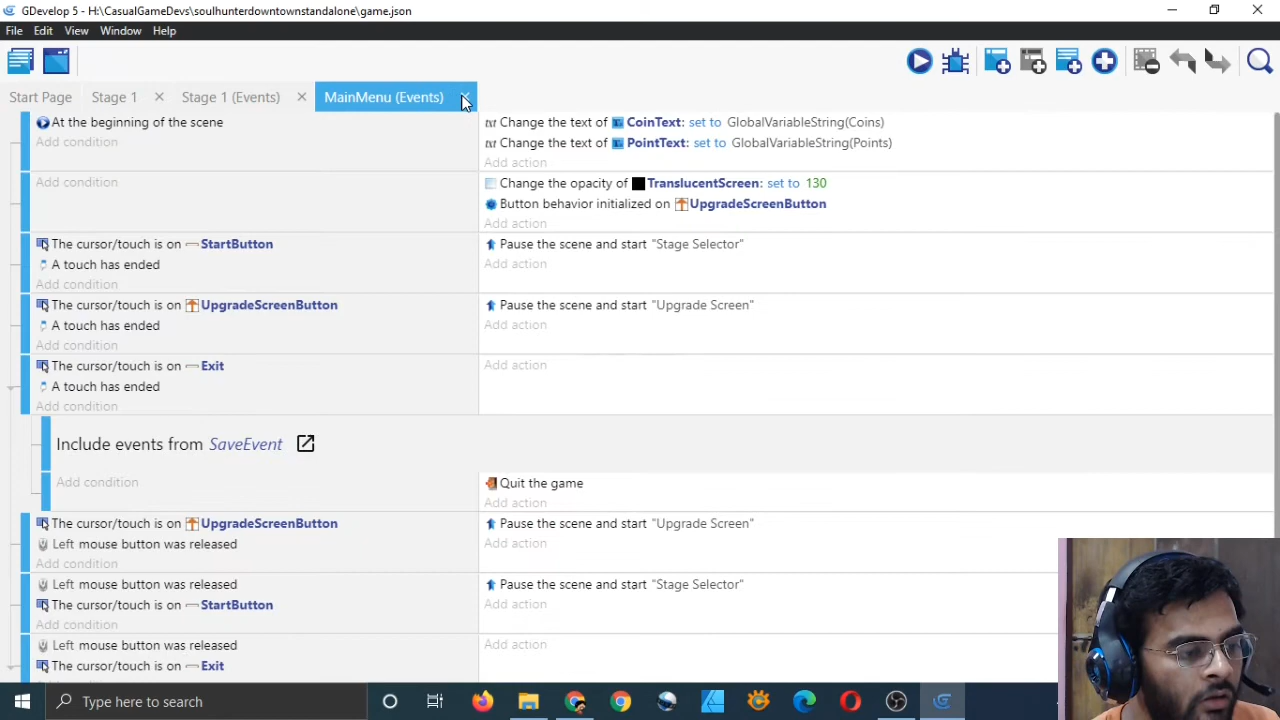 GDevelop 5 - H:\CasualGameDevs\soulhunterdowntownstandalone\game.json
File Edit View Window Help
Start Page Stage 1 Stage 1 (Events) MainMenu (Events)
At the beginning of the scene
Add condition
Change the text of CoinText: set to GlobalVariableString(Coins)
Change the text of PointText: set to GlobalVariableString(Points)
Add action
Add condition
Change the opacity of TranslucentScreen: set to 130
Button behavior initialized on UpgradeScreenButton
Add action
The cursor/touch is on StartButton
A touch has ended
Add condition
Pause the scene and start "Stage Selector"
Add action
The cursor/touch is on UpgradeScreenButton
A touch has ended
Add condition
Pause the scene and start "Upgrade Screen"
Add action
The cursor/touch is on Exit
A touch has ended
Add condition
Add action
Include events from SaveEvent
Add condition
Quit the game
Add action
The cursor/touch is on UpgradeScreenButton
Left mouse button was released
Add condition
Pause the scene and start "Upgrade Screen"
Add action
Left mouse button was released
The cursor/touch is on StartButton
Add condition
Pause the scene and start "Stage Selector"
Add action
Left mouse button was released
The cursor/touch is on Exit
Add action
Type here to search